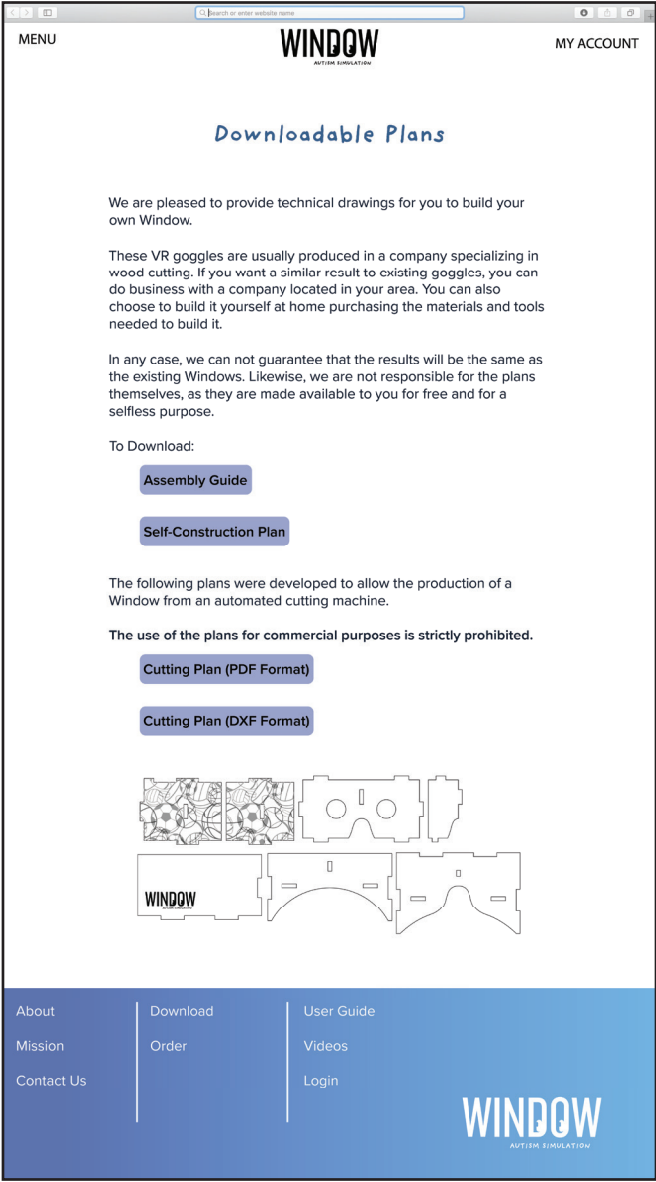 Search or enter website name
MENU
WINDOW
AUTISM SIMULATION
MY ACCOUNT
Downloadable Plans
We are pleased to provide technical drawings for you to build your
own Window.
These VR goggles are usually produced in a company specializing in
wood cutting. If you want a similar result to existing goggles, you can
do business with a company located in your area. You can also
choose to build it yourself at home purchasing the materials and tools
needed to build it.
In any case, we can not guarantee that the results will be the same as
the existing Windows. Likewise, we are not responsible for the plans
themselves, as they are made available to you for free and for a
selfless purpose.
To Download:
Assembly Guide
Self-Construction Plan
The following plans were developed to allow the production of a
Window from an automated cutting machine.
The use of the plans for commercial purposes is strictly prohibited.
Cutting Plan (PDF Format)
Cutting Plan (DXF Format)
WINDOW
AUTISM SIMULATION
About
Mission
Contact Us
Download
Order
User Guide
Videos
Login
WINDOW
AUTISM SIMULATION